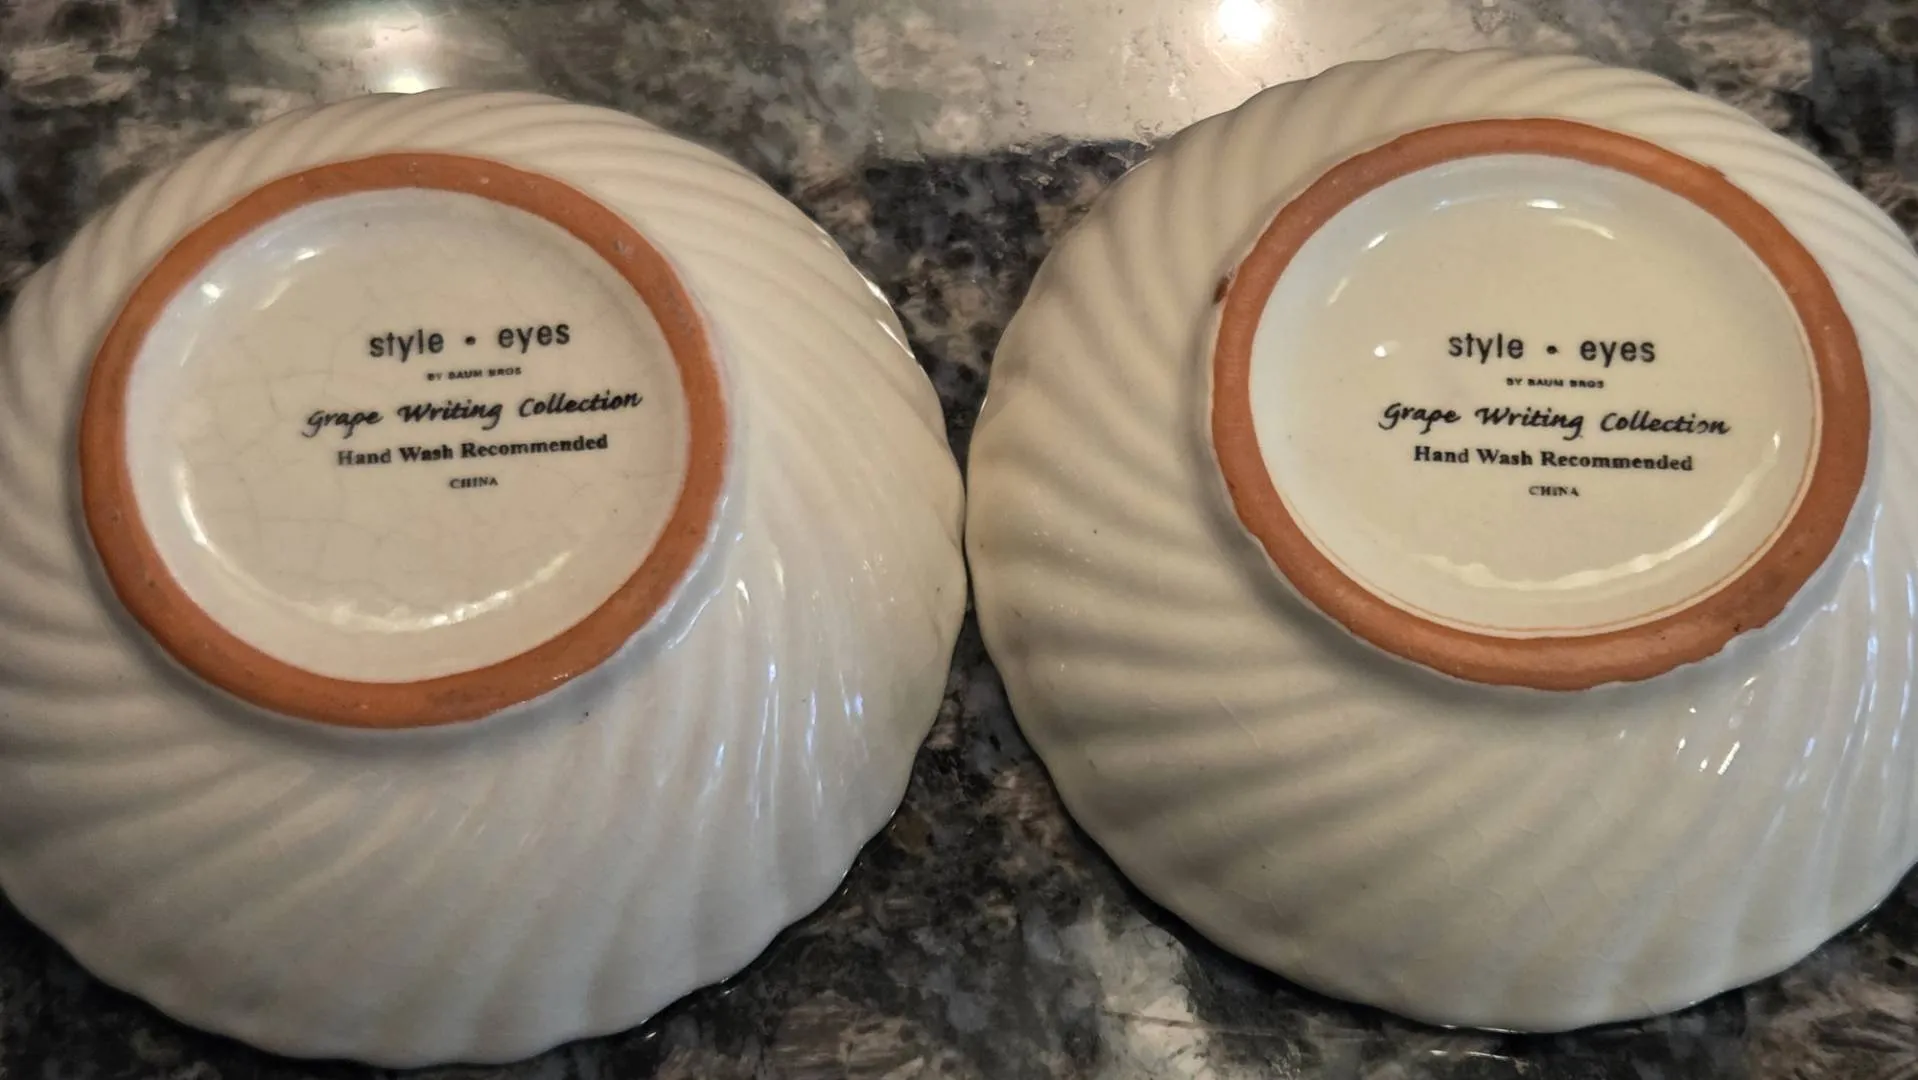 style • eyes
BY BAUM BROS
Grape Writing Collection
Hand Wash Recommended
CHINA
style • eyes
BY BAUM BROS
Grape Writing Collection
Hand Wash Recommended
CHINA